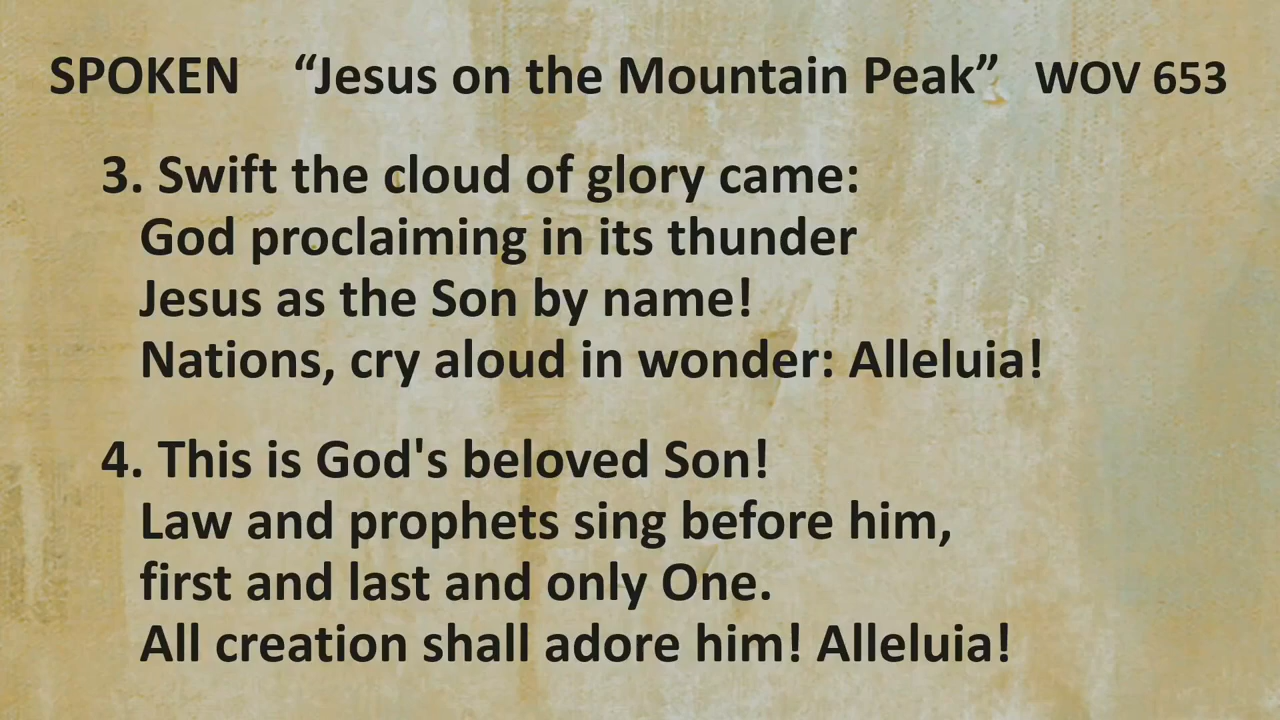 SPOKEN “Jesus on the Mountain Peak” WOV 653
3. Swift the cloud of glory came:
God proclaiming in its thunder
Jesus as the Son by name!
Nations, cry aloud in wonder: Alleluia!
4. This is God's beloved Son!
Law and prophets sing before him,
first and last and only One.
All creation shall adore him! Alleluia!